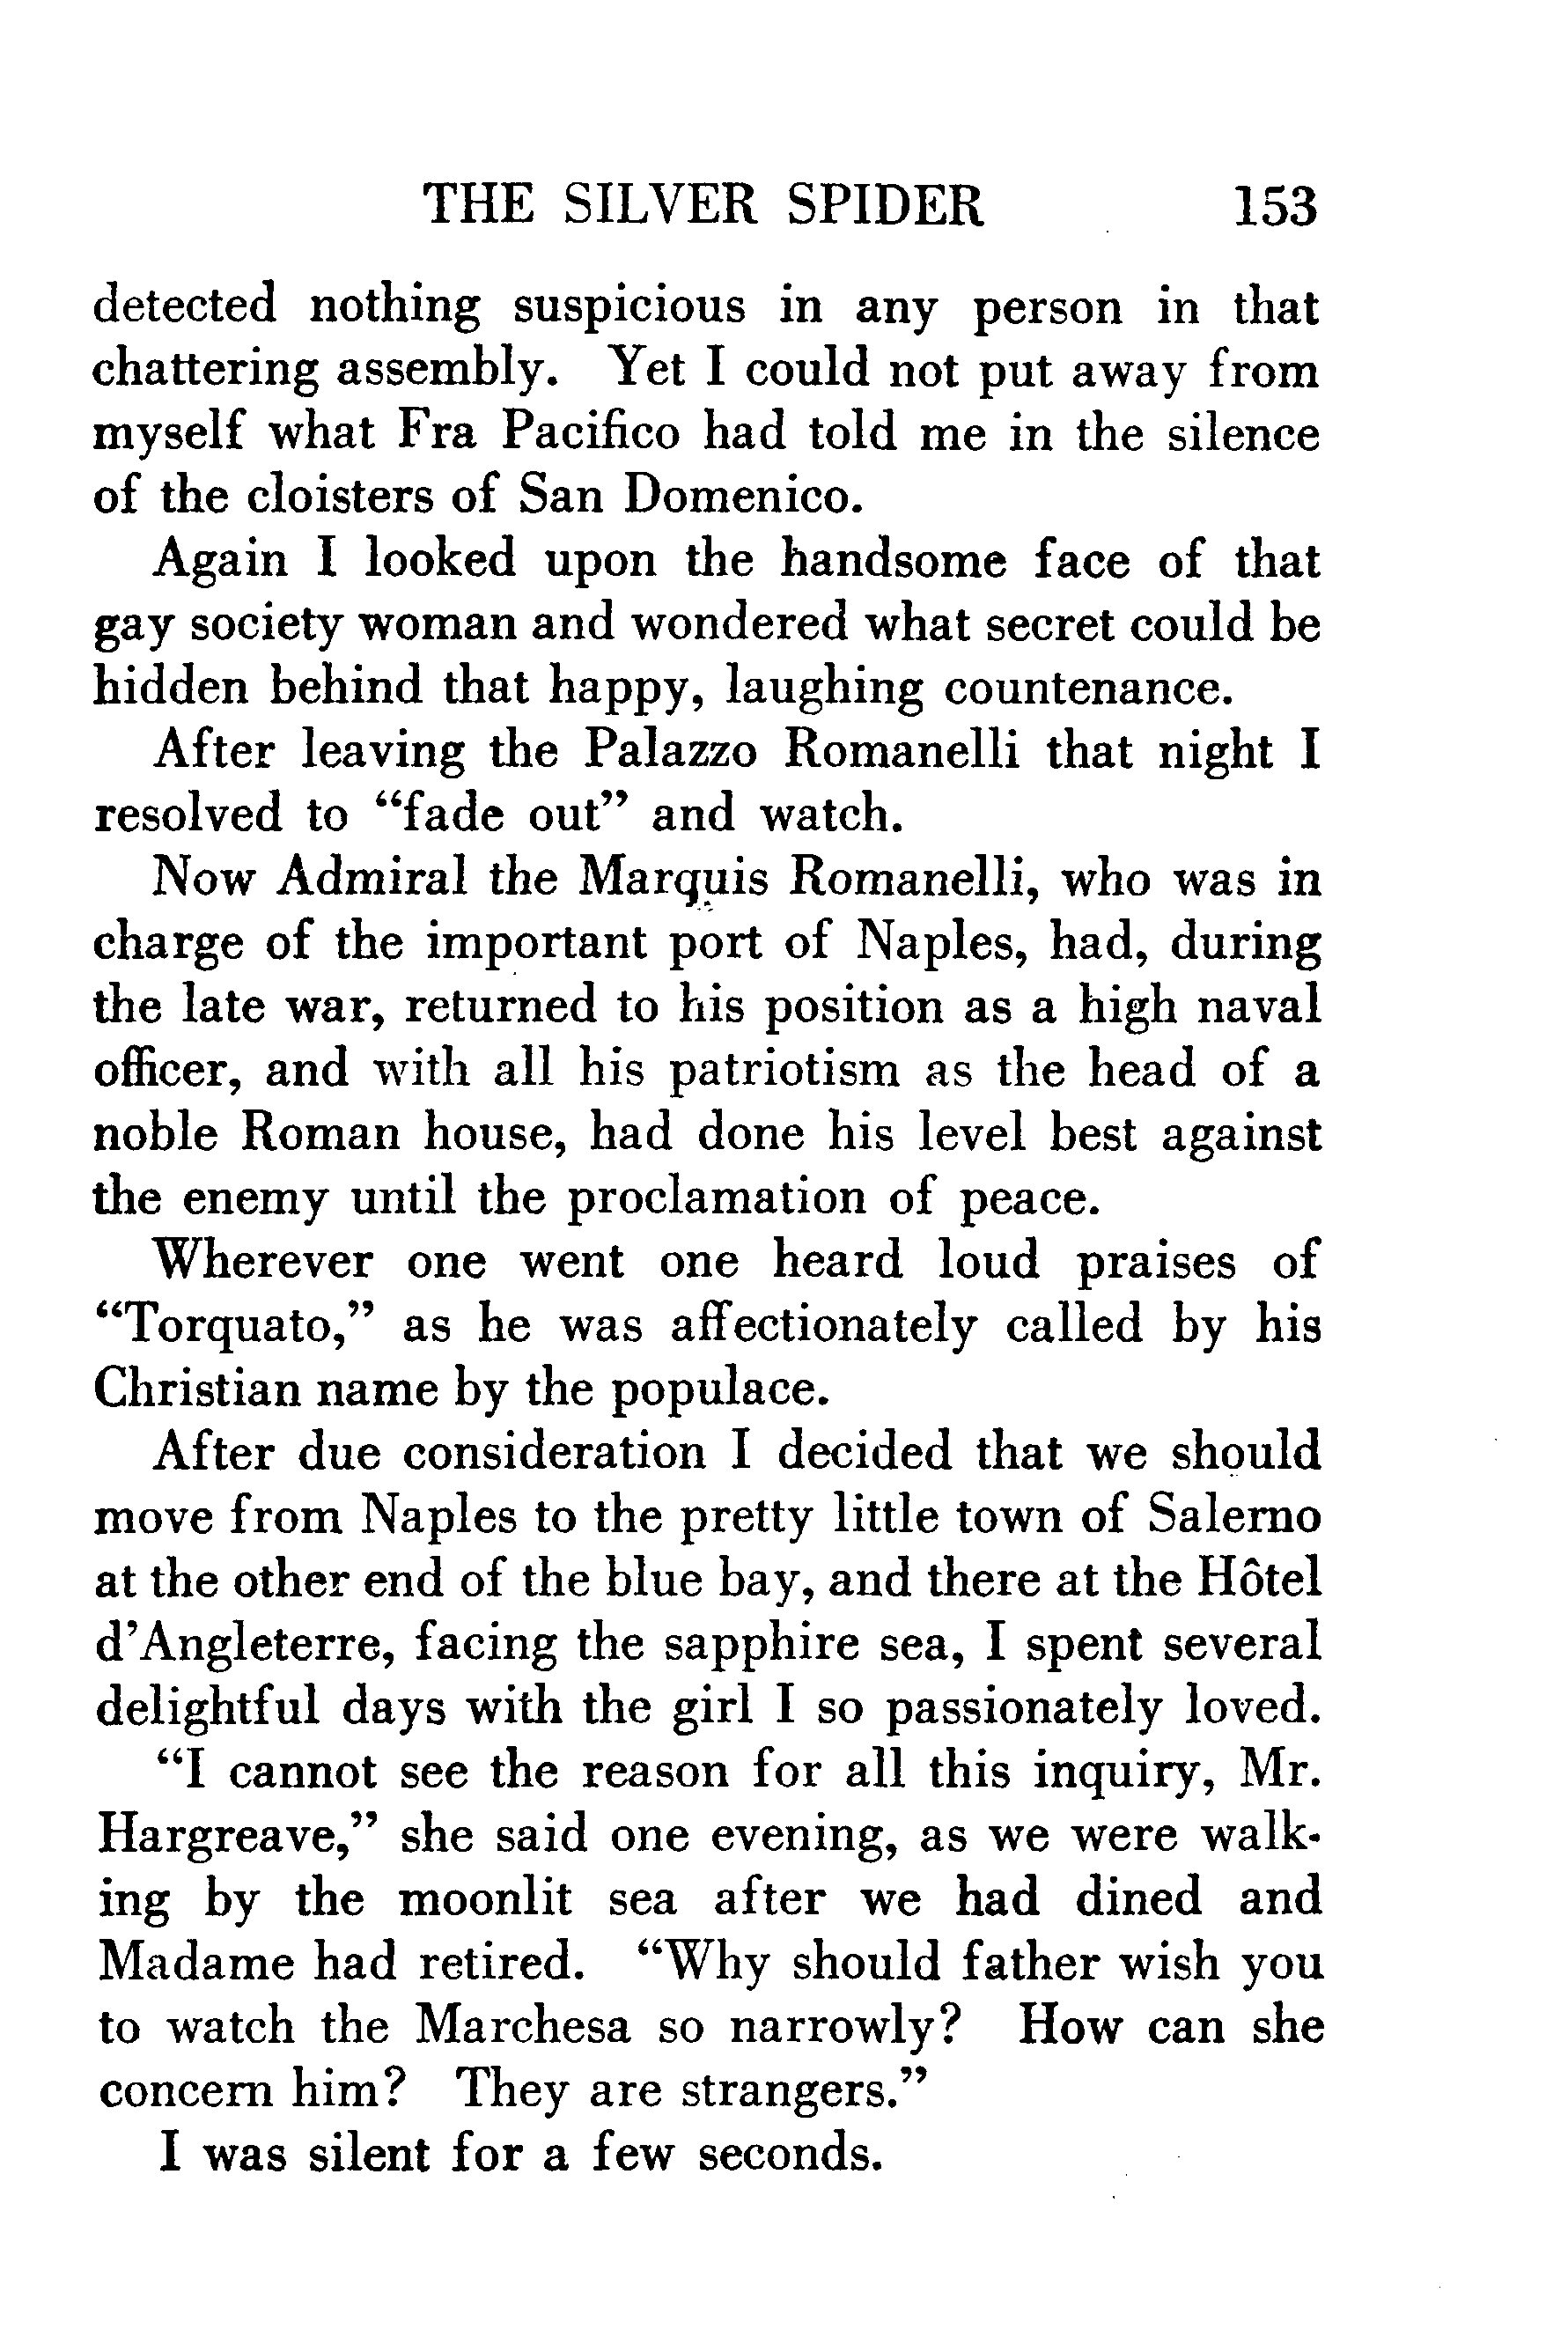 THE SILVER SPIDER 153
detected nothing suspicious in any person in that
chattering assembly. Yet I could not put away from
myself what Fra Pacifico had told me in the silence
of the cloisters of San Domenico.
Again I looked upon the handsome face of that
gay society woman and wondered what secret could be
hidden behind that happy, laughing countenance.
After leaving the Palazzo Romanelli that night I
resolved to “fade out” and watch.
Now Admiral the Marquis Romanelli, who was in
charge of the important port of Naples, had, during
the late war, returned to his position as a high naval
officer, and with all his patriotism as the head of a
noble Roman house, had done his level best against
the enemy until the proclamation of peace.
Wherever one went one heard loud praises of
“Torquato,” as he was affectionately called by his
Christian name by the populace.
After due consideration I decided that we should
move from Naples to the pretty little town of Salerno
at the other end of the blue bay, and there at the Hôtel
d’Angleterre, facing the sapphire sea, I spent several
delightful days with the girl I so passionately loved.
“I cannot see the reason for all this inquiry, Mr.
Hargreave,” she said one evening, as we were walk-
ing by the moonlit sea after we had dined and
Madame had retired. “Why should father wish you
to watch the Marchesa so narrowly? How can she
concern him? They are strangers.”
I was silent for a few seconds.